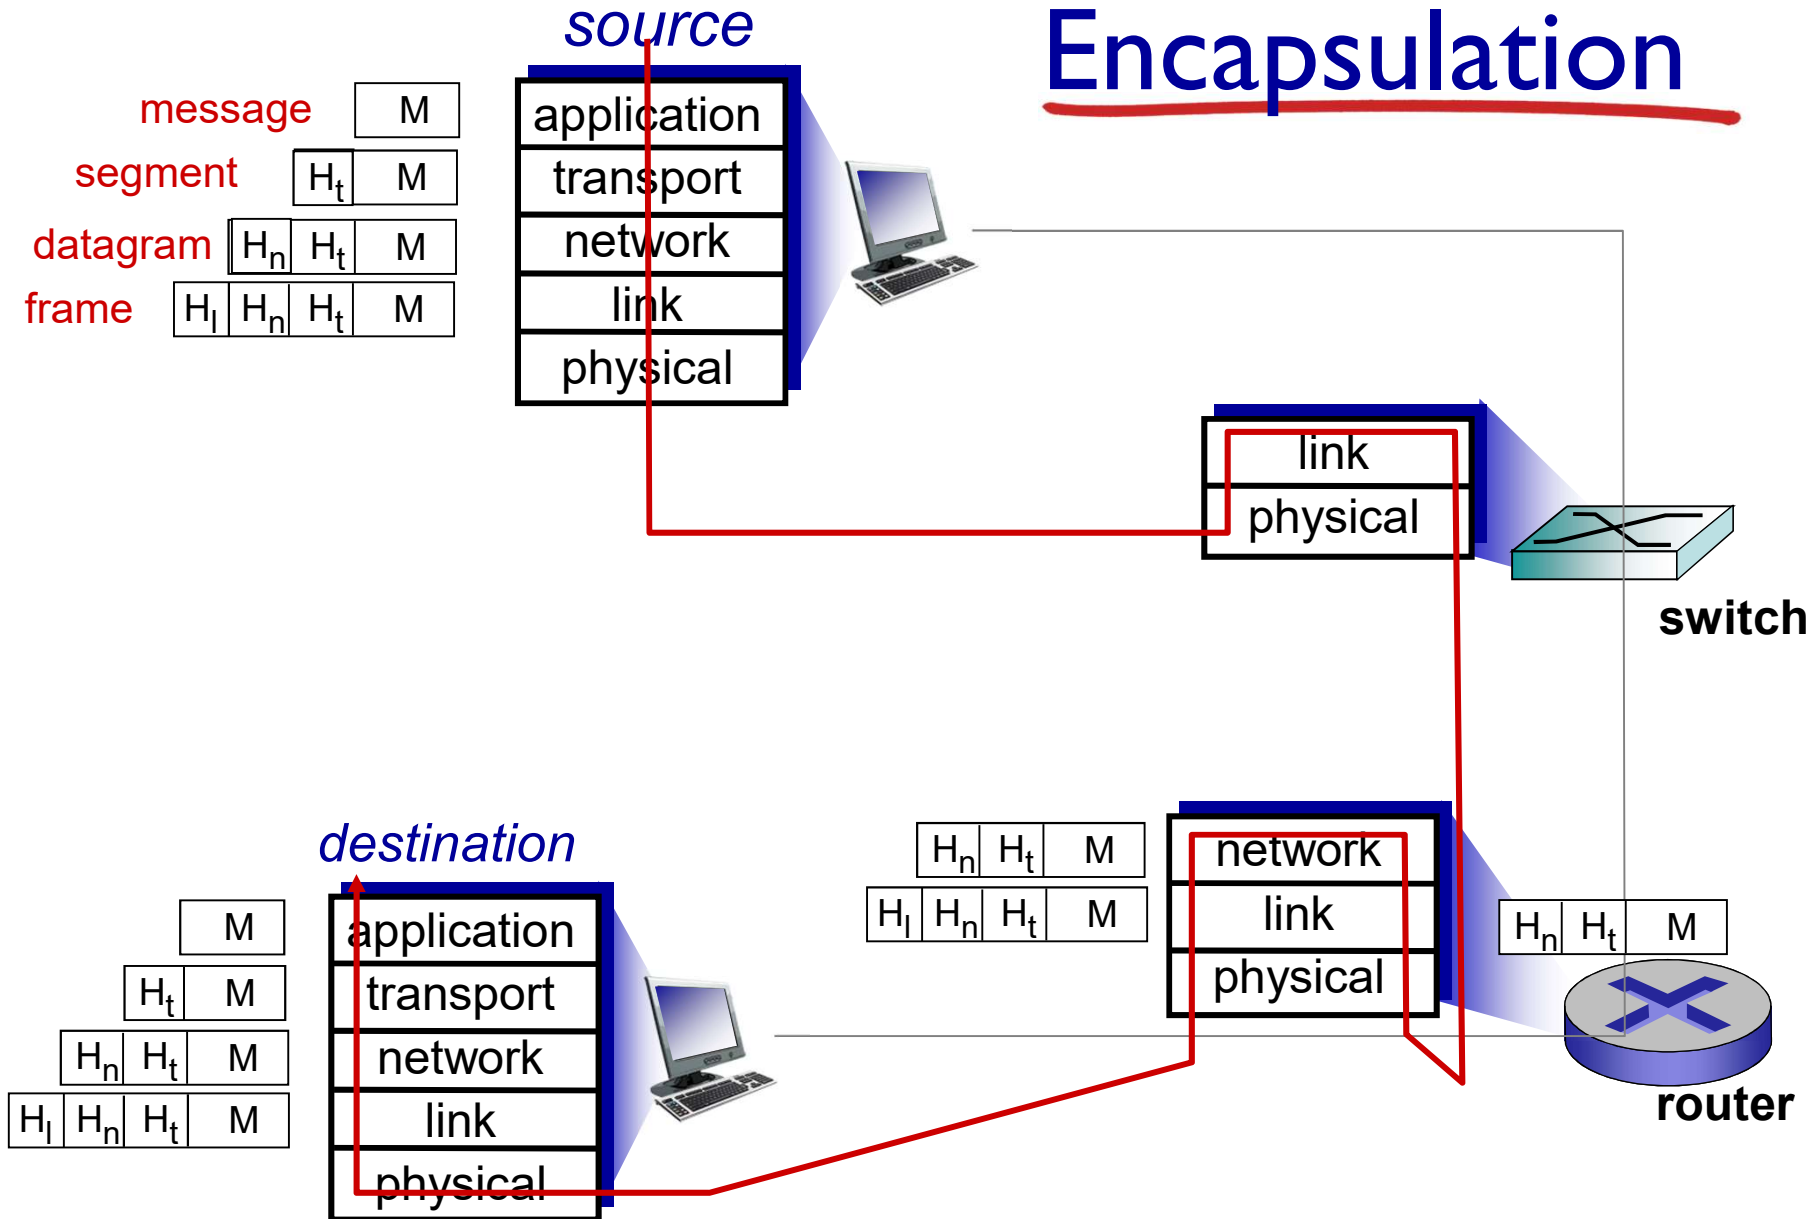 source
Encapsulation
message M
segment Ht M
datagram Hn Ht M
frame Hl Hn Ht M
application
transport
network
link
physical
link
physical
switch
destination
M
Ht M
Hn Ht M
Hl Hn Ht M
application
transport
network
link
physical
Hn Ht M
Hl Hn Ht M
network
link
physical
Hn Ht M
router